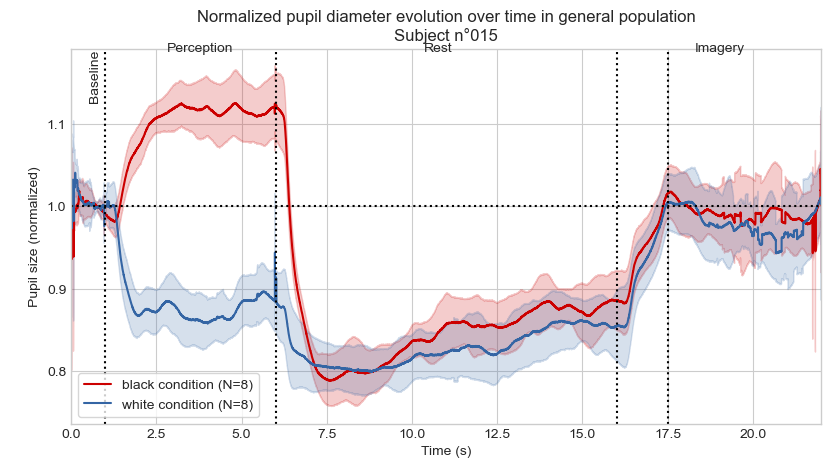 Normalized pupil diameter evolution over time in general population
Subject n°015
Baseline
Perception
Rest
Imagery
Pupil size (normalized)
1.1
1.0
0.9
0.8
black condition (N=8)
white condition (N=8)
0.0 2.5 5.0 7.5 10.0 12.5 15.0 17.5 20.0
Time (s)